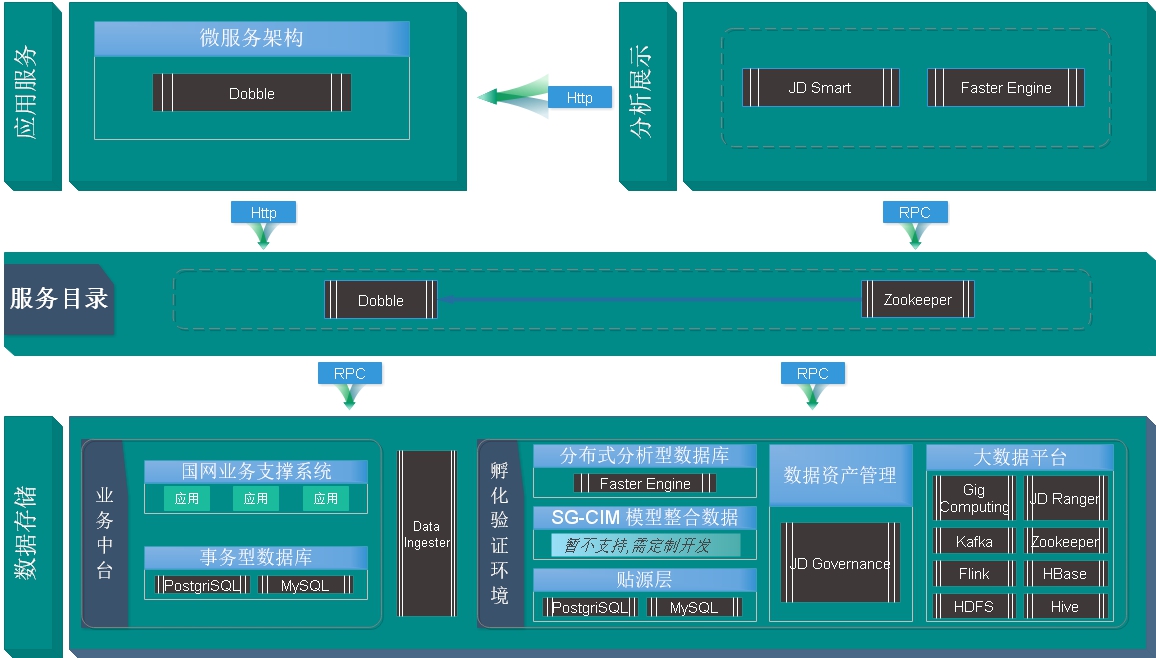 应用服务
微服务架构
Dobble
Http
分析展示
JD Smart
Faster Engine
Http
RPC
服务目录
Dobble
Zookeeper
RPC
RPC
数据存储
业务中台
国网业务支撑系统
应用
应用
应用
事务型数据库
PostgriSQL
MySQL
Data
Ingester
孵化验证环境
分布式分析型数据库
Faster Engine
SG-CIM 模型整合数据
暂不支持,需定制开发
贴源层
PostgriSQL
MySQL
数据资产管理
JD Governance
大数据平台
Gig
Computing
JD Ranger
Kafka
Zookeeper
Flink
HBase
HDFS
Hive